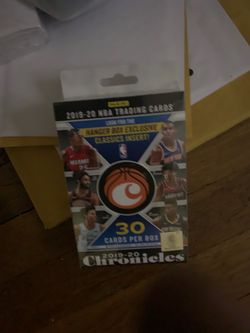 PANINI
2019-20 NBA TRADING CARDS
LOOK FOR THE
HANGER BOX EXCLUSIVE
CLASSICS INSERT!
C
30
CARDS PER BOX
2019-20
Chronicles